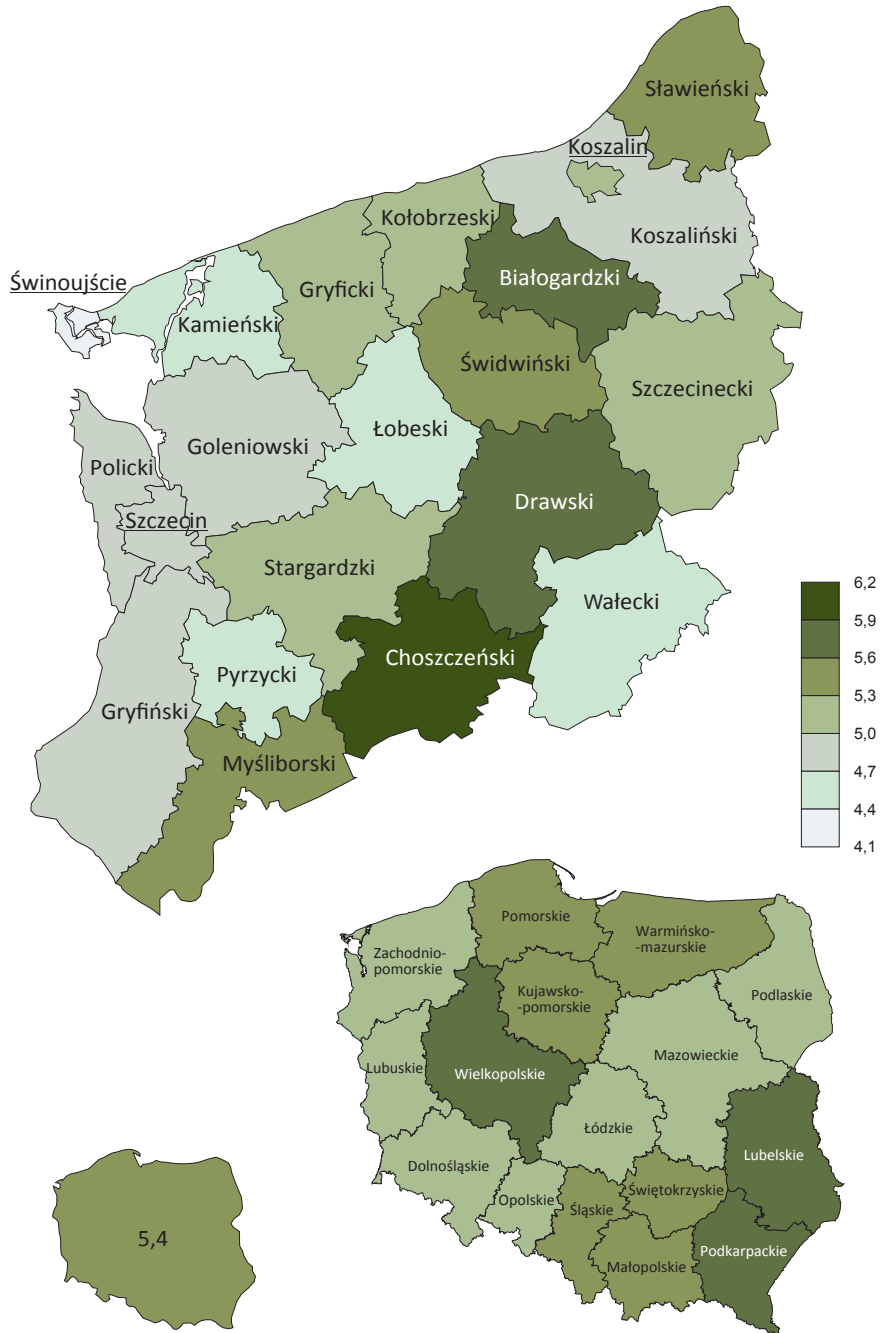 Sławieński
Koszalin
Kołobrzeski
Koszaliński
Białogardzki
Świnoujście
Gryficki
Kamieński
Świdwiński
Szczecinecki
Łobeski
Goleniowski
Policki
Drawski
Szczecin
Stargardzki
Wałecki
Choszczeński
Pyrzycki
Gryfiński
Myśliborski
6,2
5,9
5,6
5,3
5,0
4,7
4,4
4,1
Pomorskie
Warmińsko-
-mazurskie
Zachodnio-
pomorskie
Kujawsko-
-pomorskie
Podlaskie
Mazowieckie
Lubuskie
Wielkopolskie
Łódzkie
Lubelskie
Dolnośląskie
Opolskie
Świętokrzyskie
Śląskie
Podkarpackie
Małopolskie
5,4